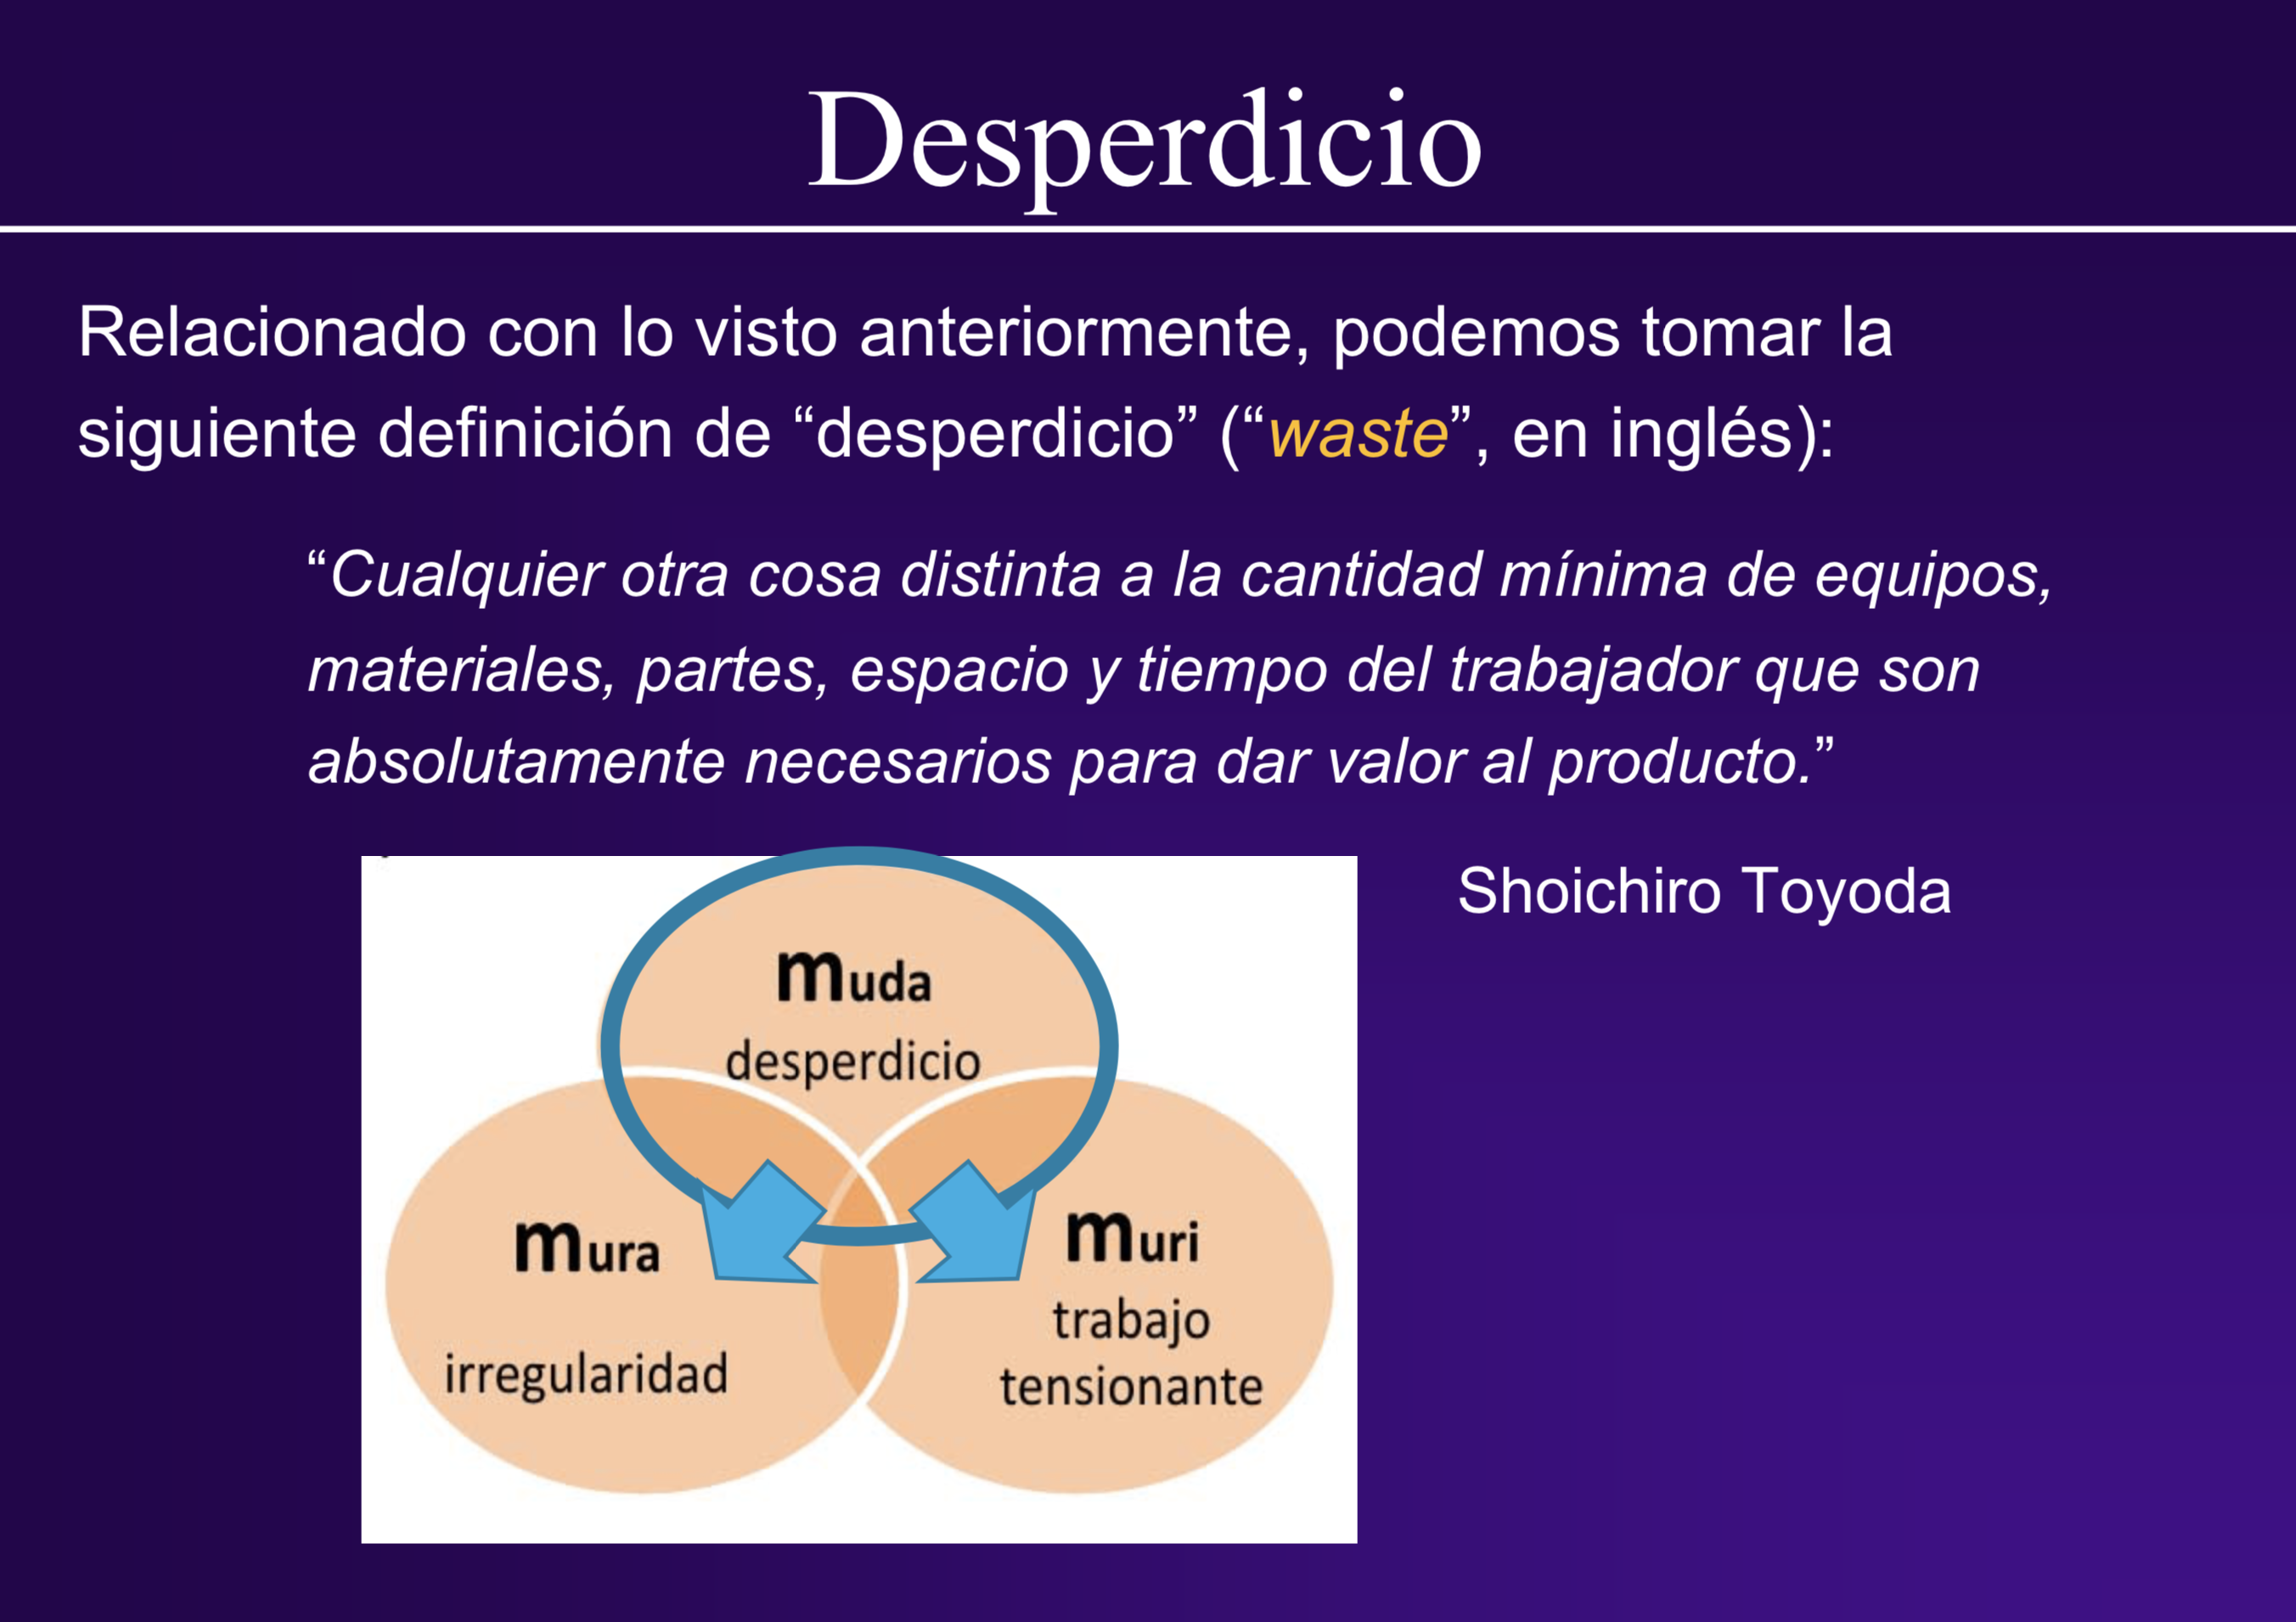 Desperdicio
Relacionado con lo visto anteriormente, podemos tomar la
siguiente definición de “desperdicio” (“waste”, en inglés):
“Cualquier otra cosa distinta a la cantidad mínima de equipos,
materiales, partes, espacio y tiempo del trabajador que son
absolutamente necesarios para dar valor al producto.”
Shoichiro Toyoda
muda
desperdicio
mura
irregularidad
muri
trabajo
tensionante